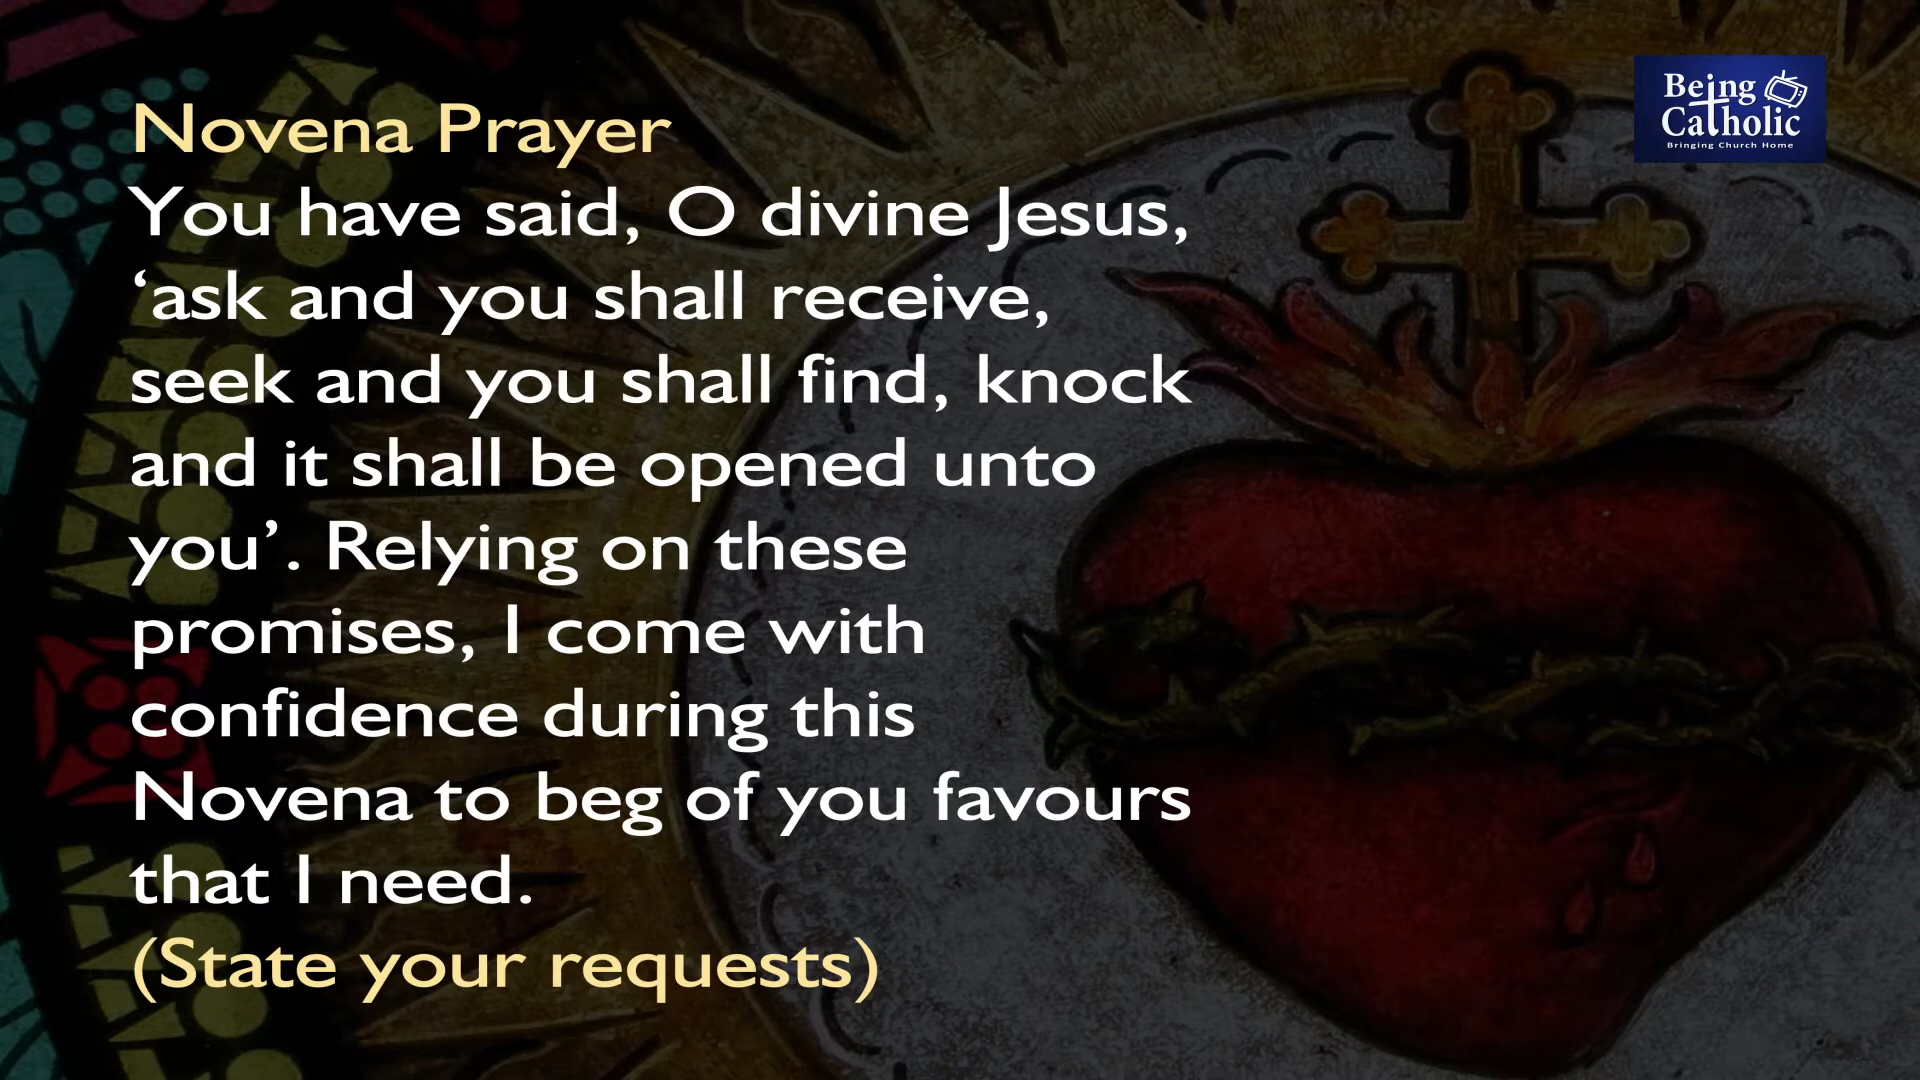 Novena Prayer
You have said, O divine Jesus,
‘ask and you shall receive,
seek and you shall find, knock
and it shall be opened unto
you’. Relying on these
promises, I come with
confidence during this
Novena to beg of you favours
that I need.
(State your requests)
Being
Catholic
Bringing Church Home